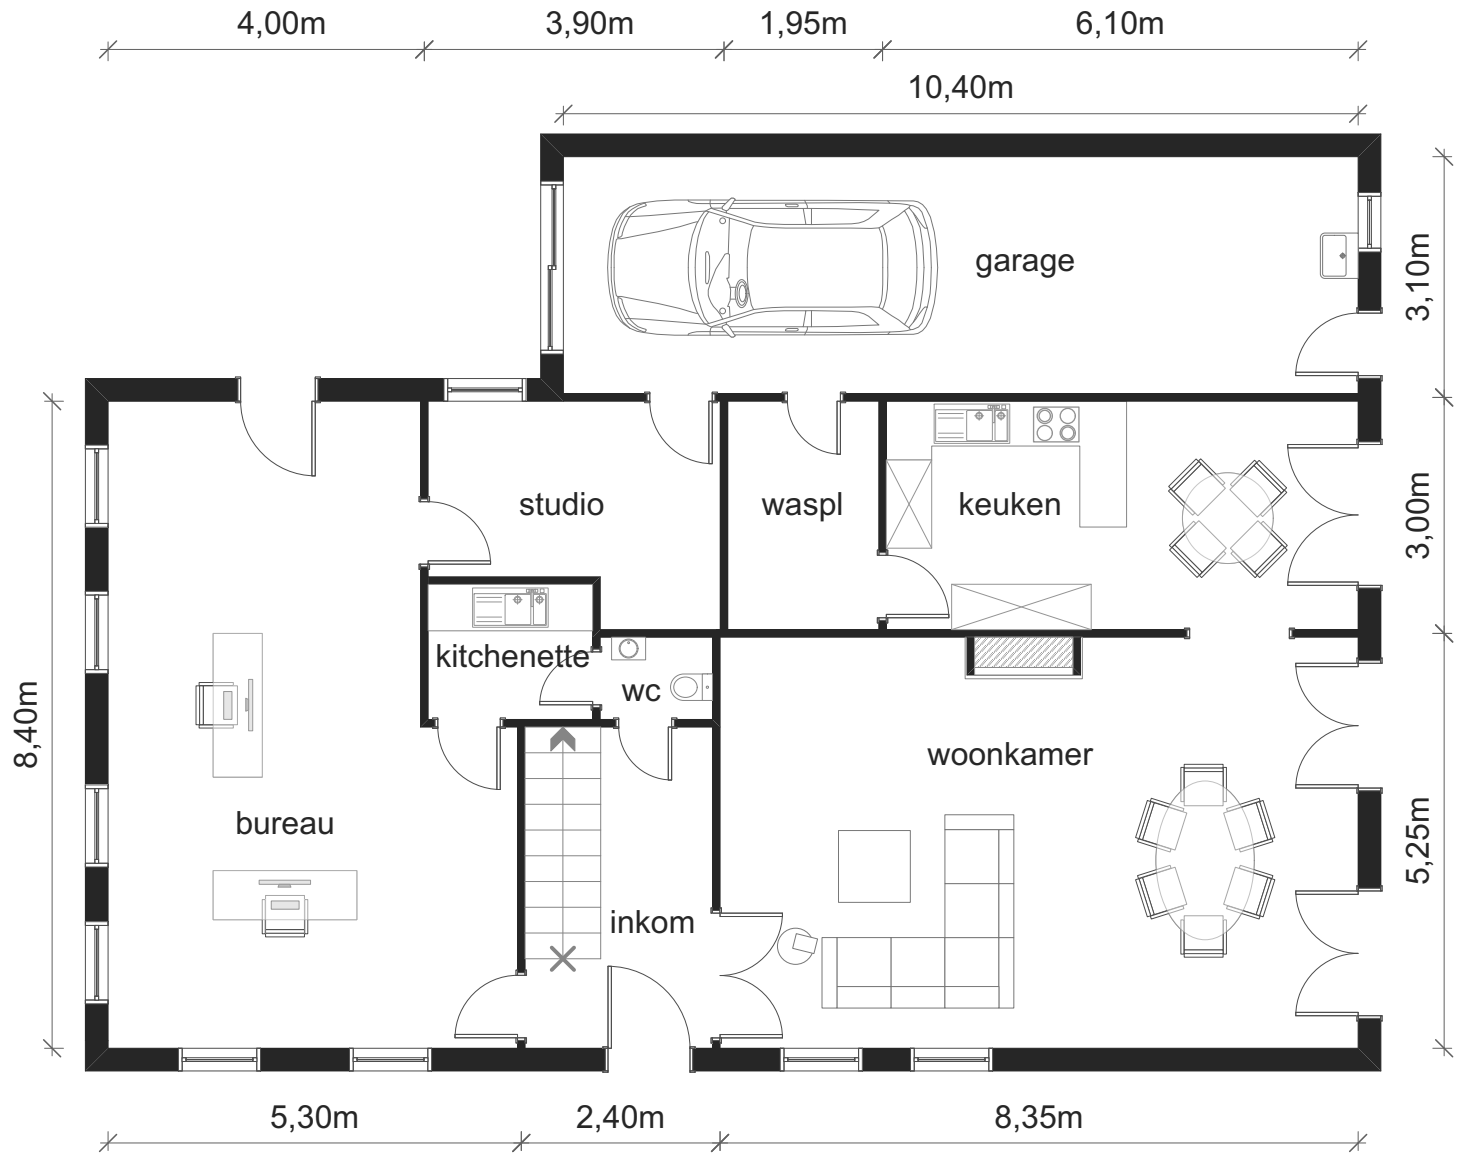 4,00m
3,90m
1,95m
6,10m
10,40m
garage
3,10m
studio
waspl
keuken
3,00m
kitchenette
wc
8,40m
woonkamer
bureau
5,25m
inkom
5,30m
2,40m
8,35m